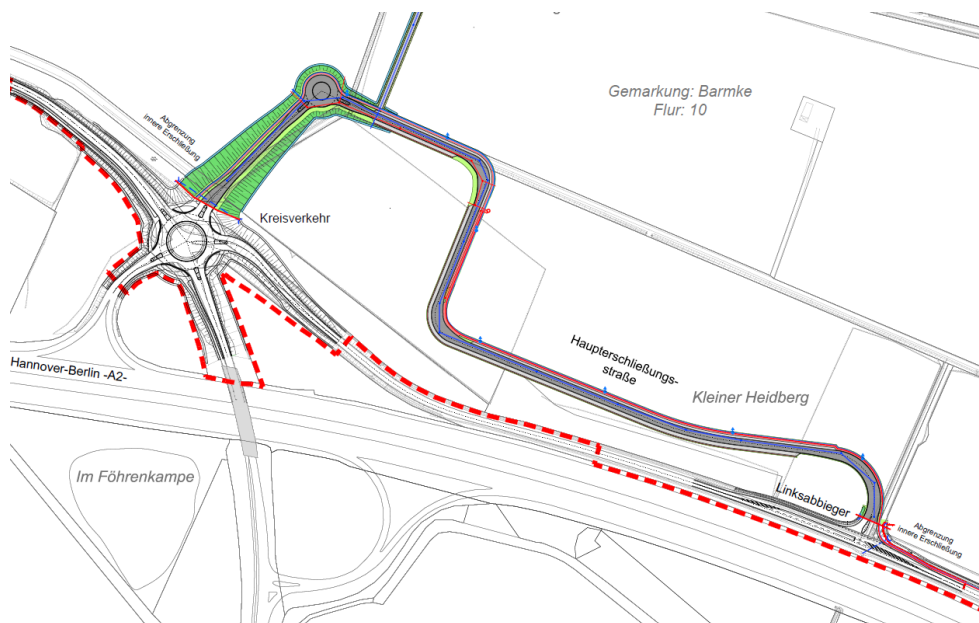 Gemarkung: Barmke
Flur: 10
Abgrenzung
innere Erschließung
Kreisverkehr
Haupterschließungs-
straße
Hannover-Berlin -A2-
Kleiner Heidberg
Im Föhrenkampe
Linksabbieger
Abgrenzung
innere Erschließung